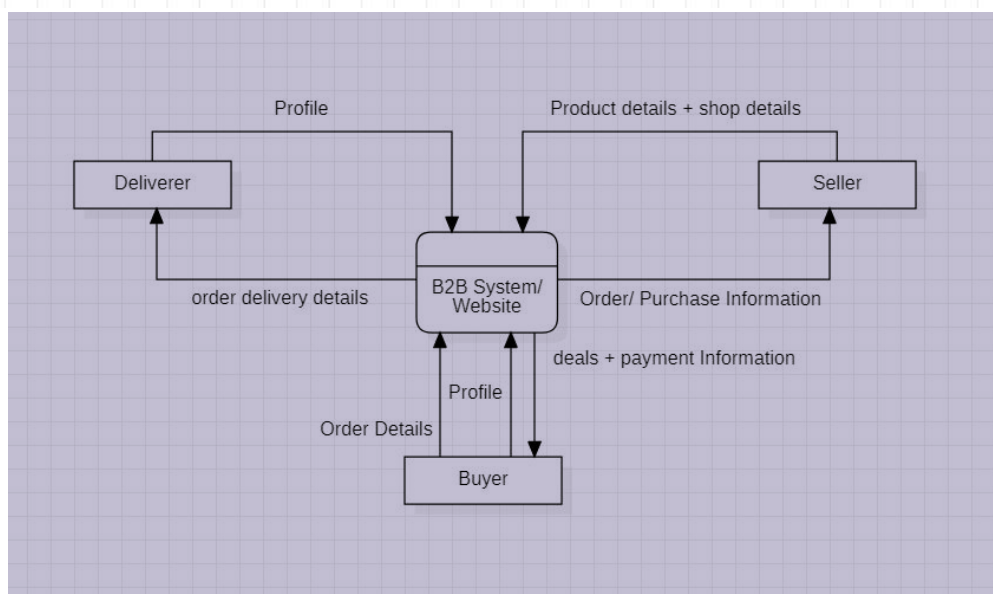 Profile
Product details + shop details
Deliverer
Seller
B2B System/
Website
order delivery details
Order/ Purchase Information
deals + payment Information
Profile
Order Details
Buyer